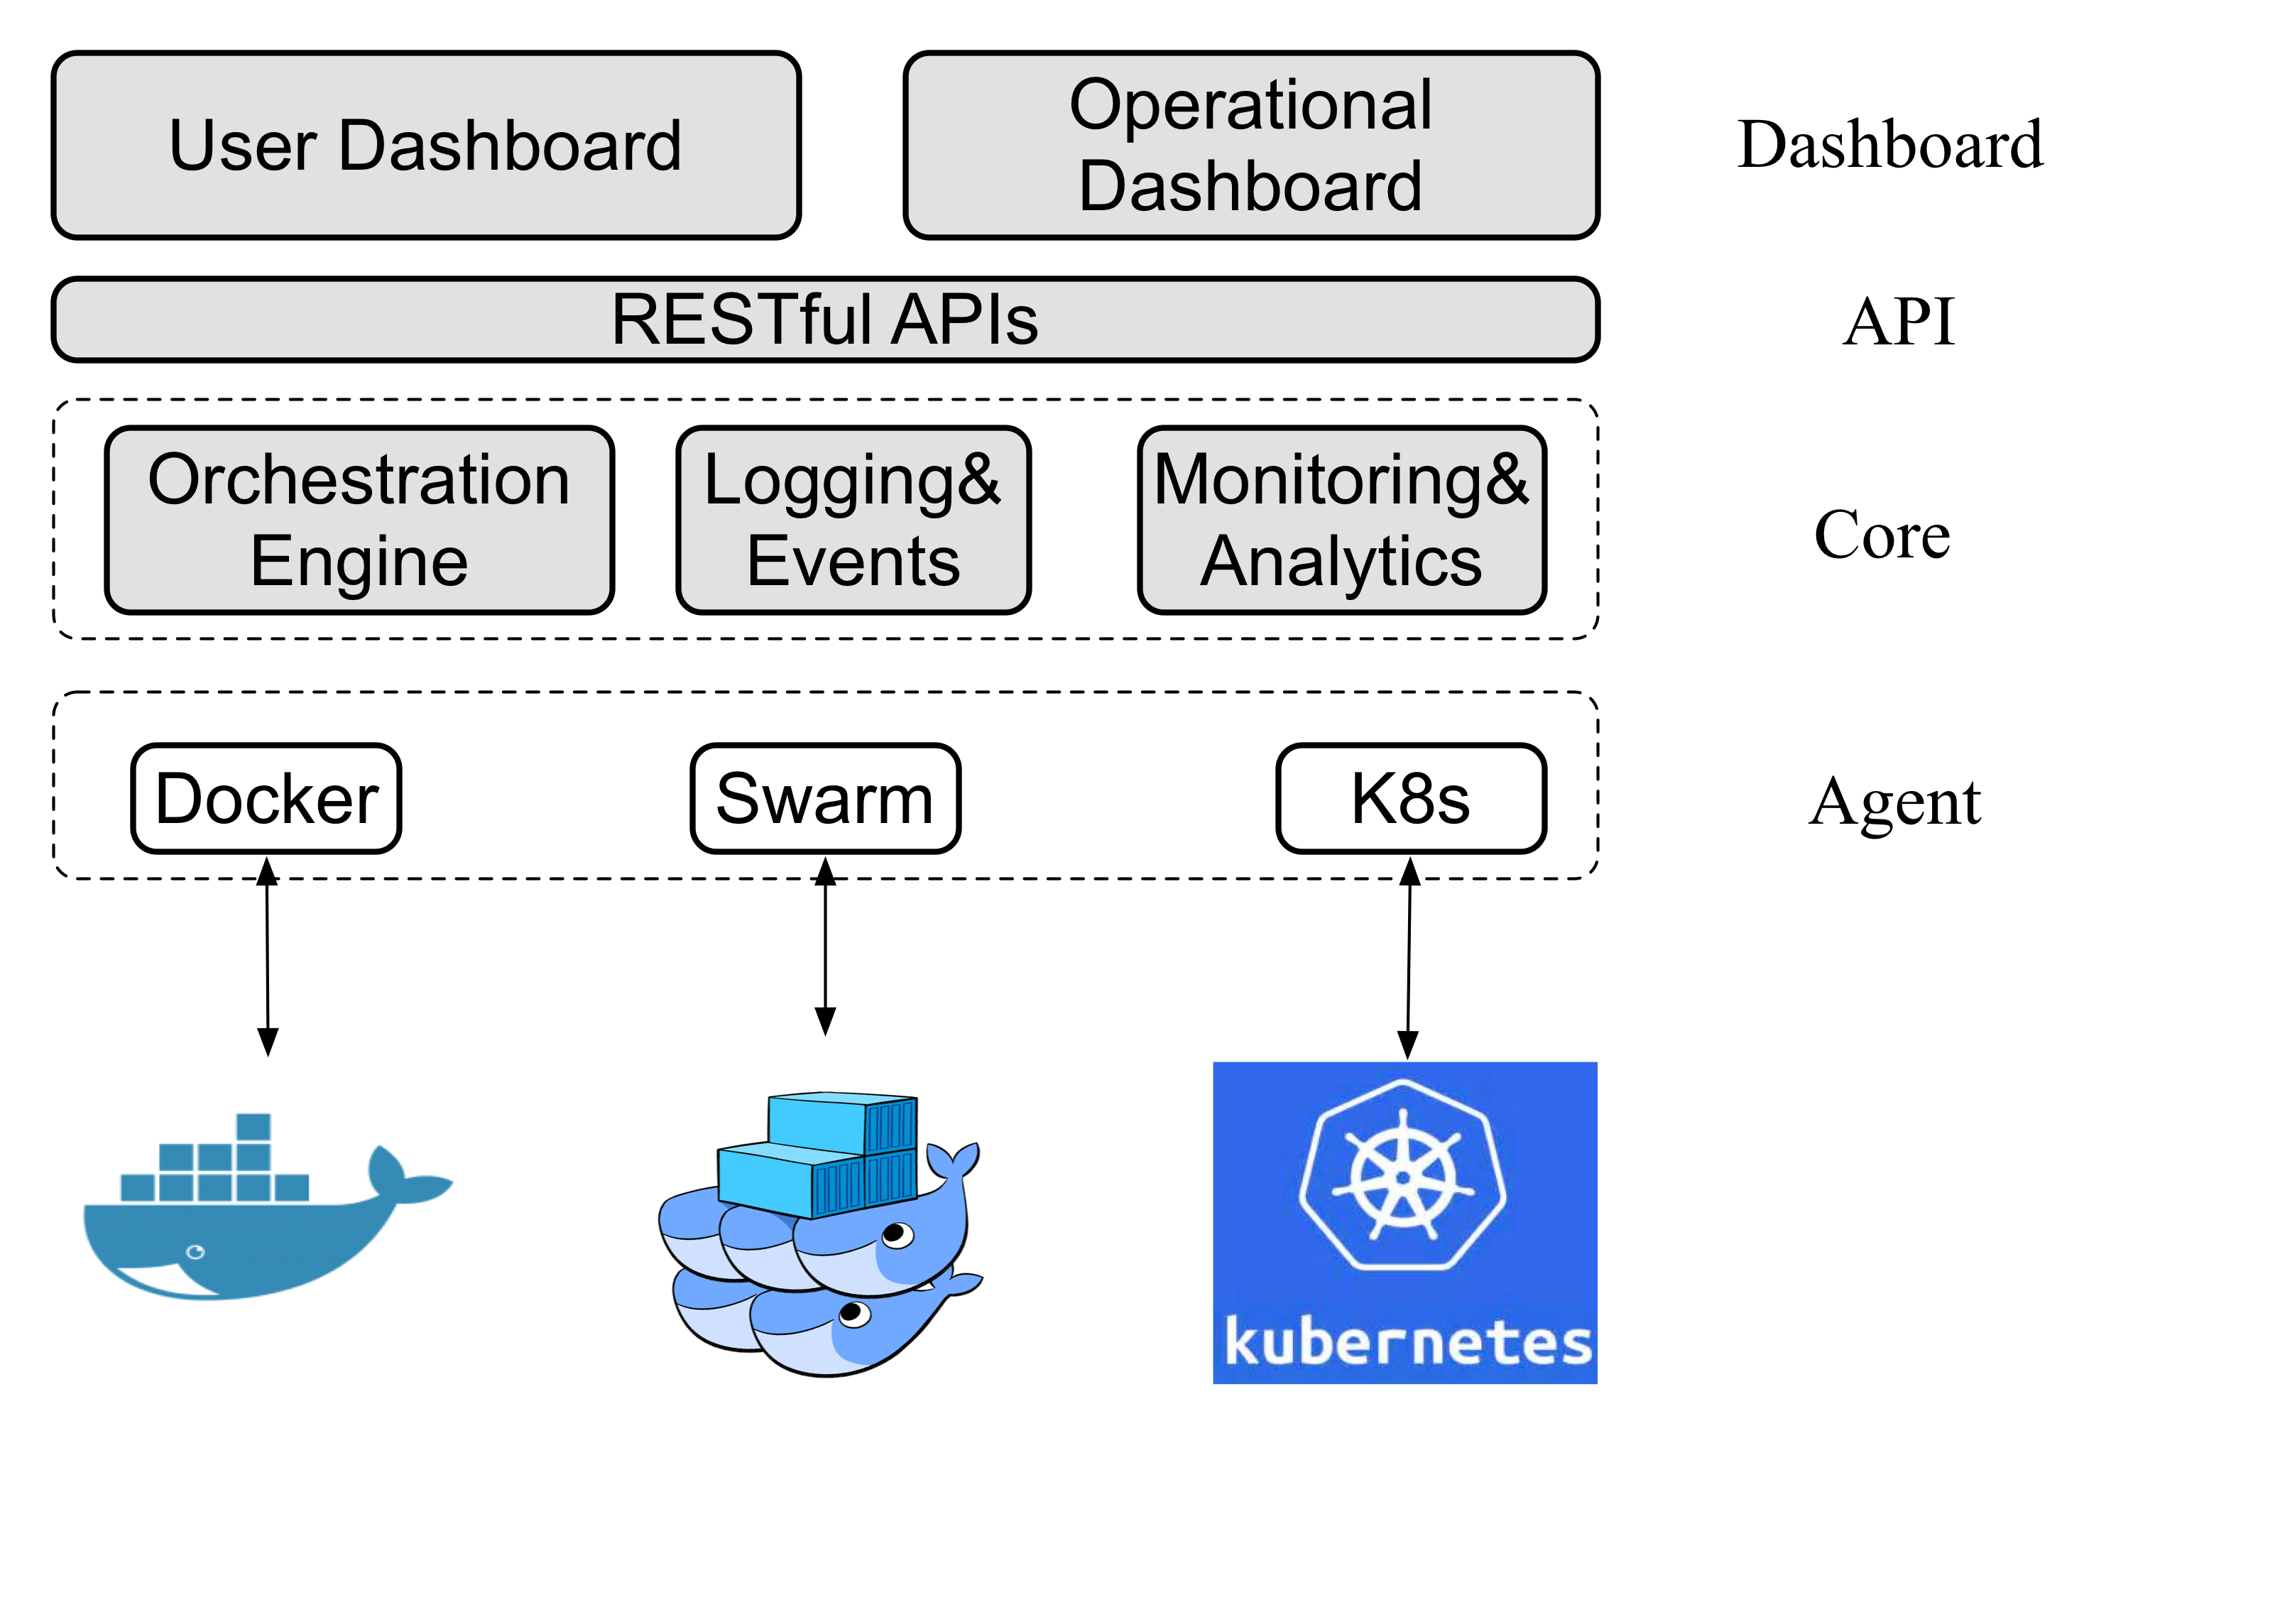 User Dashboard
Operational
Dashboard
Dashboard
RESTful APIs
API
Orchestration
Engine
Logging&
Events
Monitoring&
Analytics
Core
Docker
Swarm
K8s
Agent
kubernetes